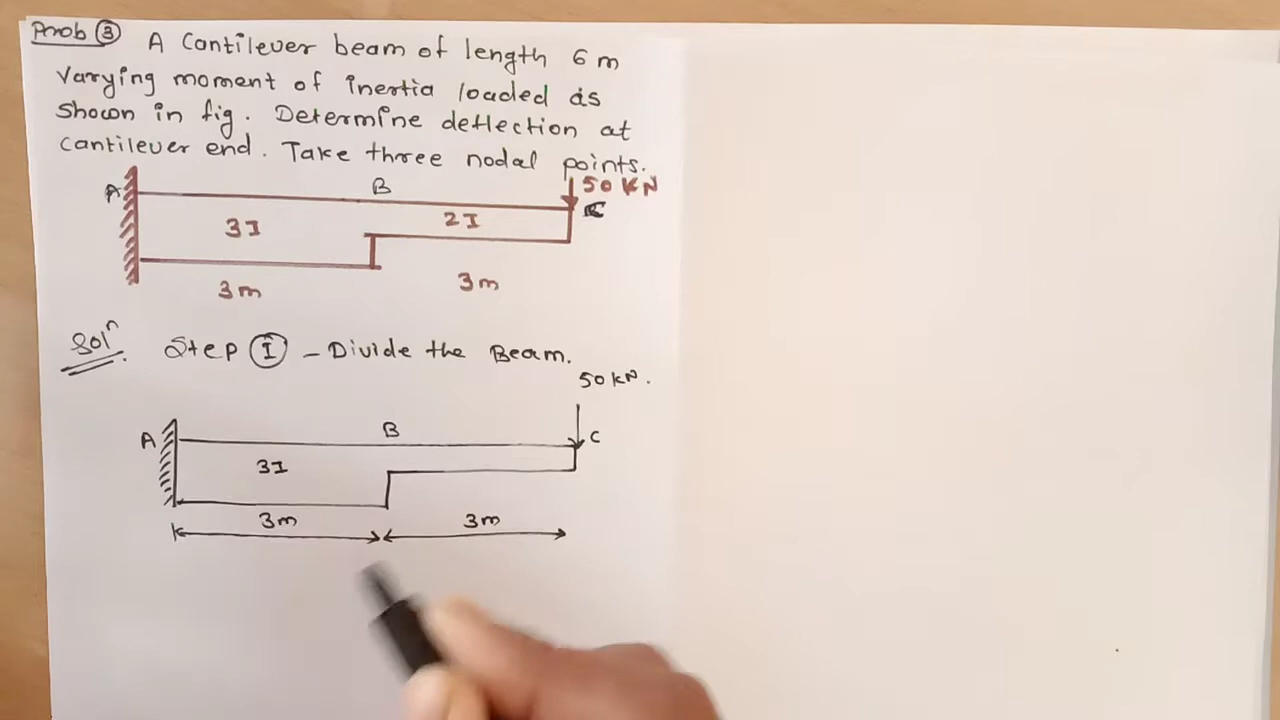 Prob ③ A Cantilever beam of length 6 m
Varying moment of inertia loaded as
Shown in fig. Determine deflection at
cantilever end. Take three nodal points.
A B 50 KN
C
3I 2I
3m 3m
Solⁿ. Step Ⓘ - Divide the Beam.
50 kN.
A B C
3I
3m 3m